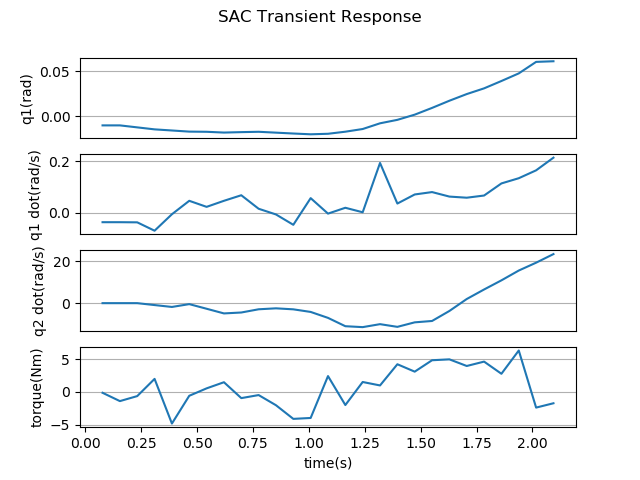 SAC Transient Response
q1(rad)
0.05
0.00
q1 dot(rad/s)
0.2
0.0
q2 dot(rad/s)
20
0
torque(Nm)
5
0
−5
0.00 0.25 0.50 0.75 1.00 1.25 1.50 1.75 2.00
time(s)